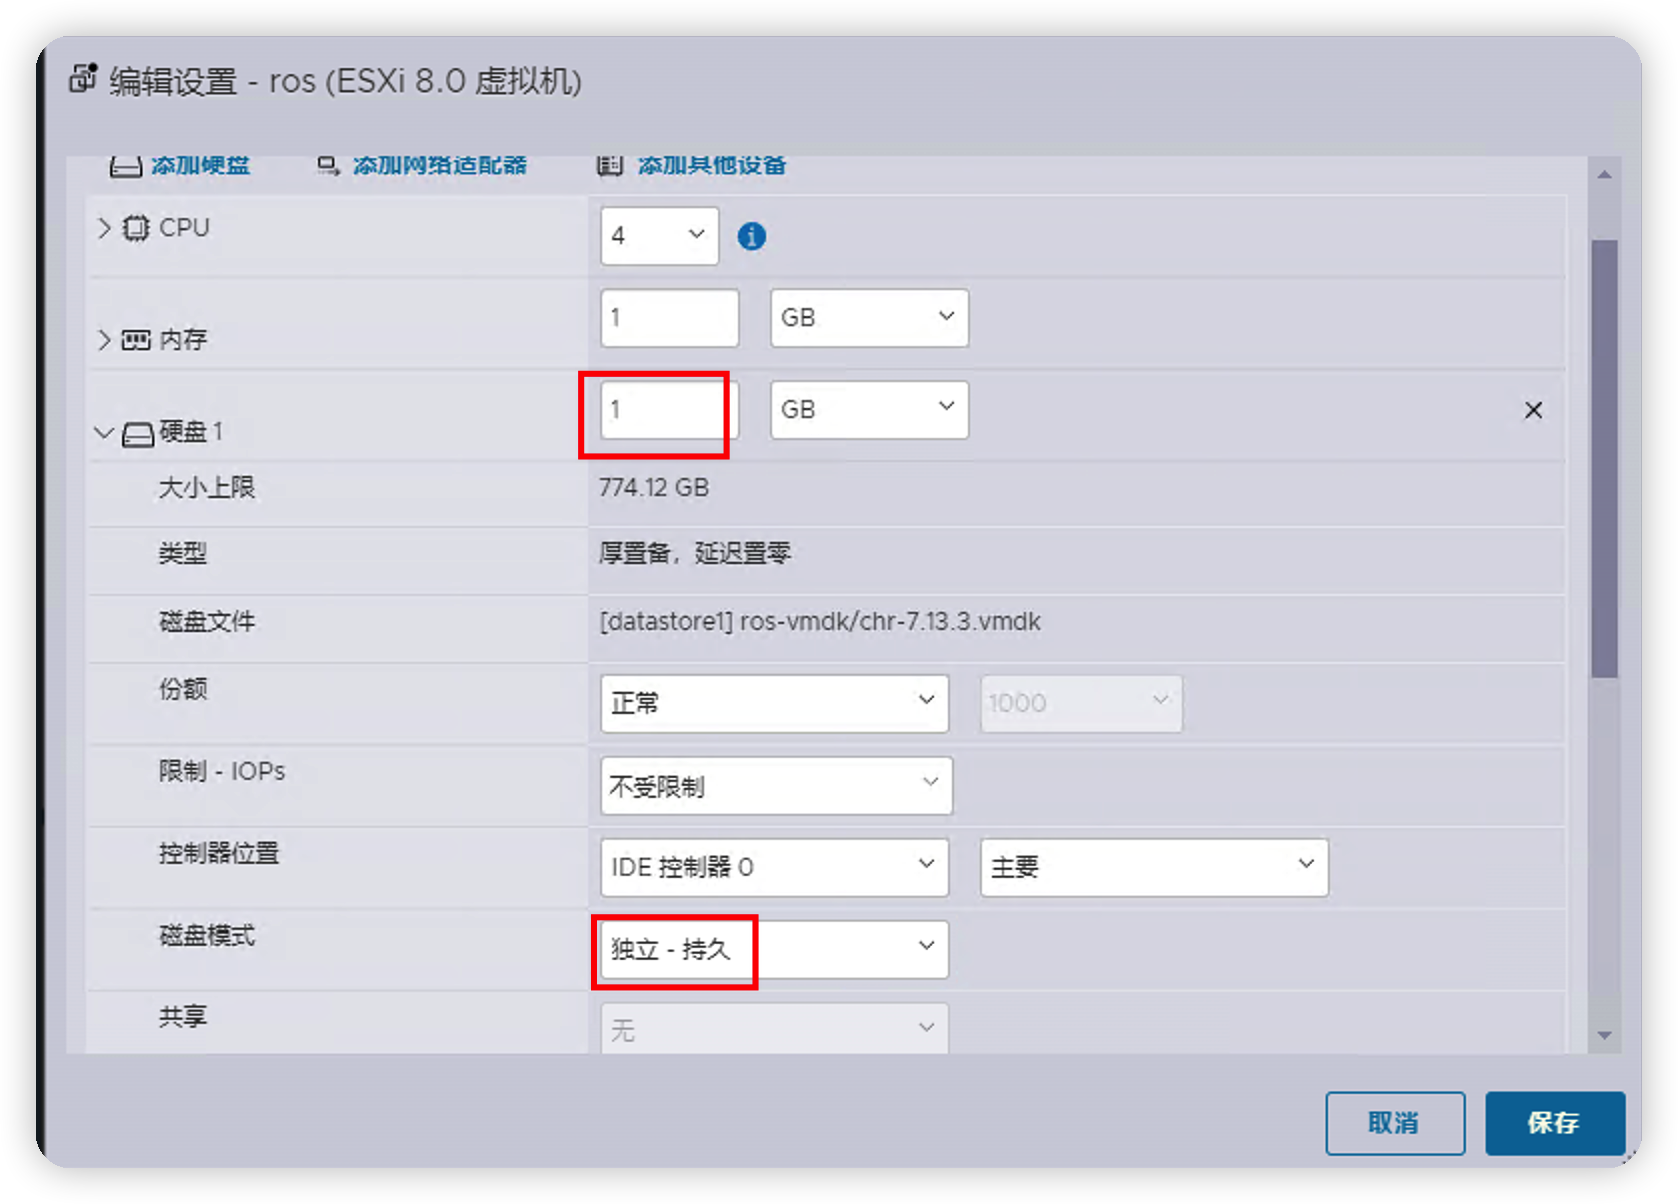 编辑设置 - ros (ESXi 8.0 虚拟机)
添加硬盘 添加网络适配器 添加其他设备
CPU 4
内存 1 GB
硬盘 1 1 GB
大小上限 774.12 GB
类型 厚置备，延迟置零
磁盘文件 [datastore1] ros-vmdk/chr-7.13.3.vmdk
份额 正常 1000
限制 - IOPs 不受限制
控制器位置 IDE 控制器 0 主要
磁盘模式 独立 - 持久
共享 无
取消 保存